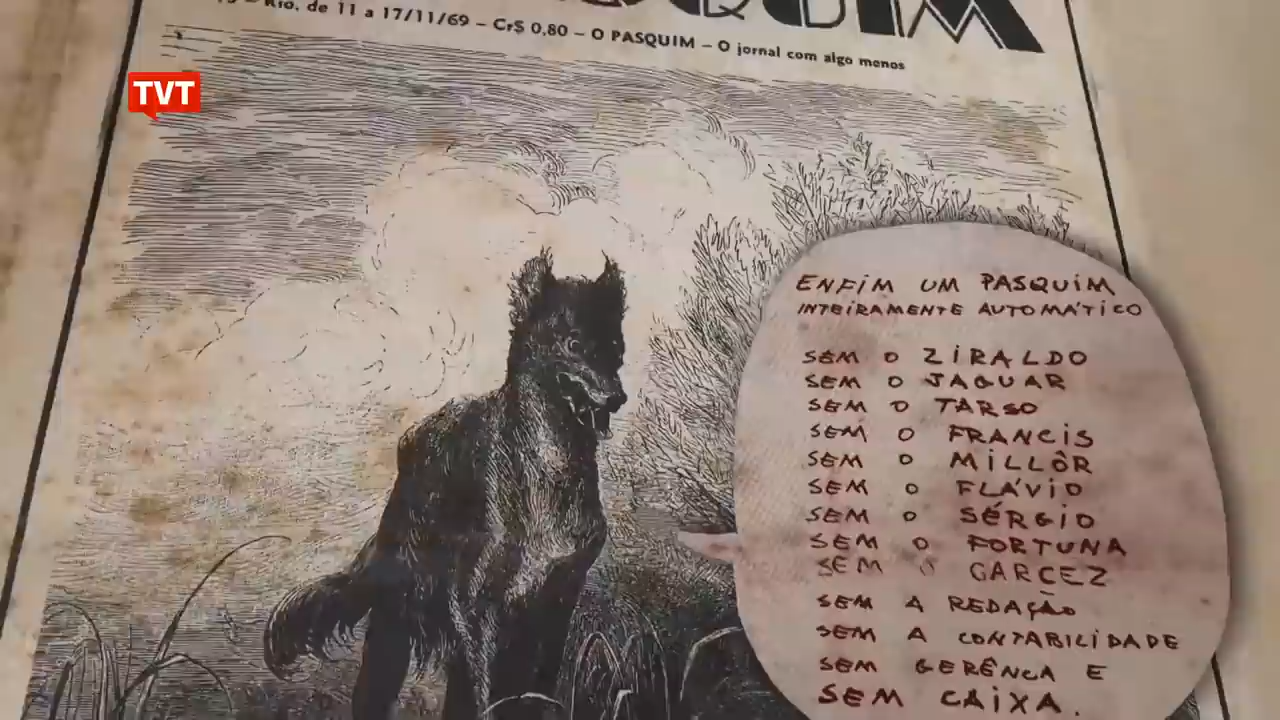 Rio, de 11 a 17/11/69 – Cr$ 0,80 – O PASQUIM – O jornal com algo menos
TVT
ENFIM UM PASQUIM
INTEIRAMENTE AUTOMÁTICO
SEM O ZIRALDO
SEM O JAGUAR
SEM O TARSO
SEM O FRANCIS
SEM O MILLÔR
SEM O FLÁVIO
SEM O SÉRGIO
SEM O FORTUNA
SEM O GARCEZ
SEM A REDAÇÃO
SEM A CONTABILIDADE
SEM GERÊNCIA E
SEM CAIXA.